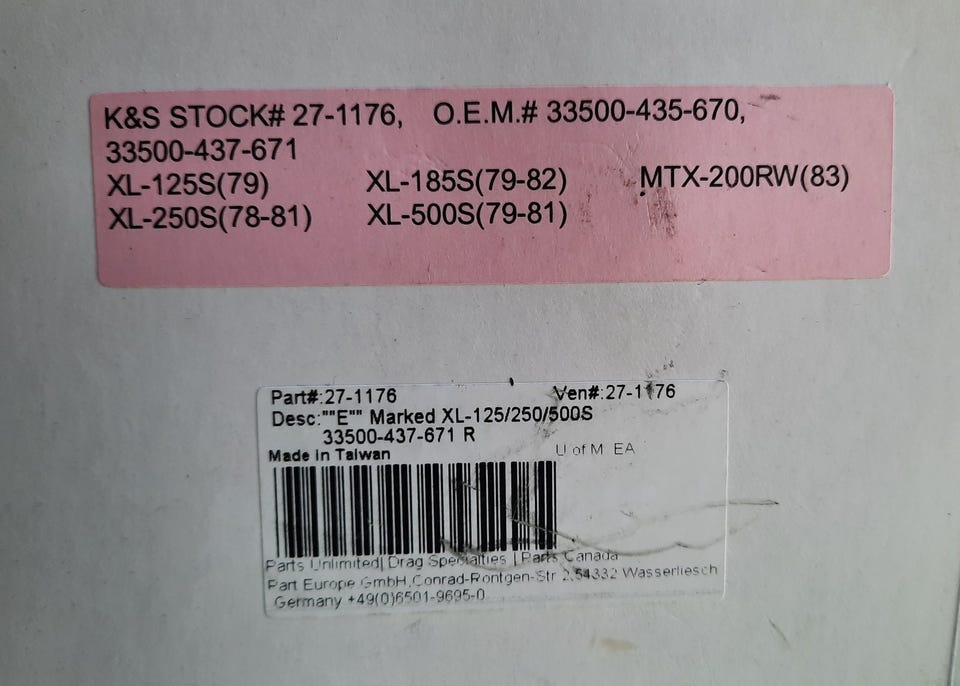 K&S STOCK# 27-1176, O.E.M.# 33500-435-670,
33500-437-671
XL-125S(79) XL-185S(79-82) MTX-200RW(83)
XL-250S(78-81) XL-500S(79-81)
Part#:27-1176 Ven#:27-1176
Desc:""E"" Marked XL-125/250/500S
33500-437-671 R
Made in Taiwan U of M EA
Parts Unlimited| Drag Specialties | Parts Canada
Part Europe GmbH,Conrad-Rontgen-Str 2,54332 Wasserliesch
Germany +49(0)6501-9695-0